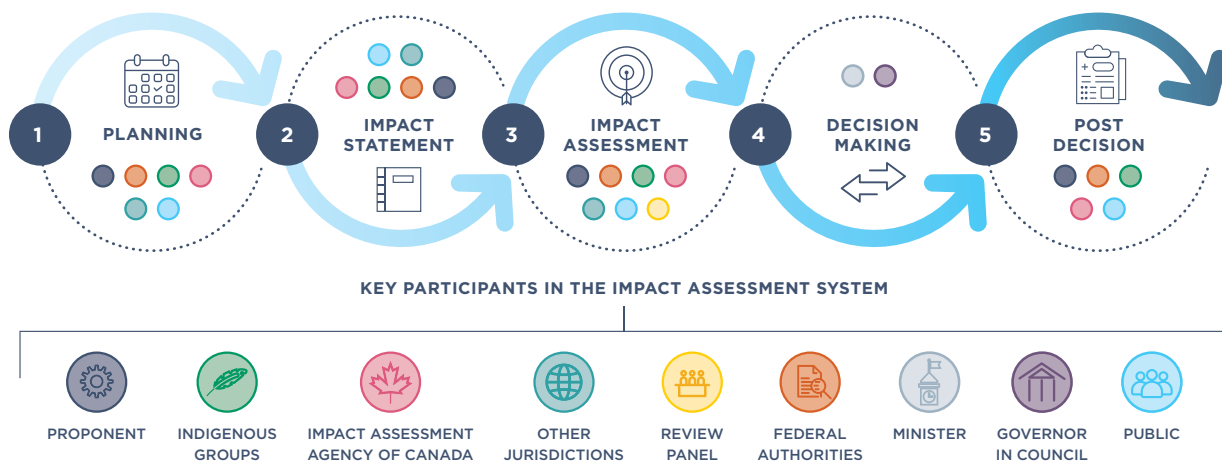 1
PLANNING
2
IMPACT
STATEMENT
3
IMPACT
ASSESSMENT
4
DECISION
MAKING
5
POST
DECISION
KEY PARTICIPANTS IN THE IMPACT ASSESSMENT SYSTEM
PROPONENT
INDIGENOUS
GROUPS
IMPACT ASSESSMENT
AGENCY OF CANADA
OTHER
JURISDICTIONS
REVIEW
PANEL
FEDERAL
AUTHORITIES
MINISTER
GOVERNOR
IN COUNCIL
PUBLIC